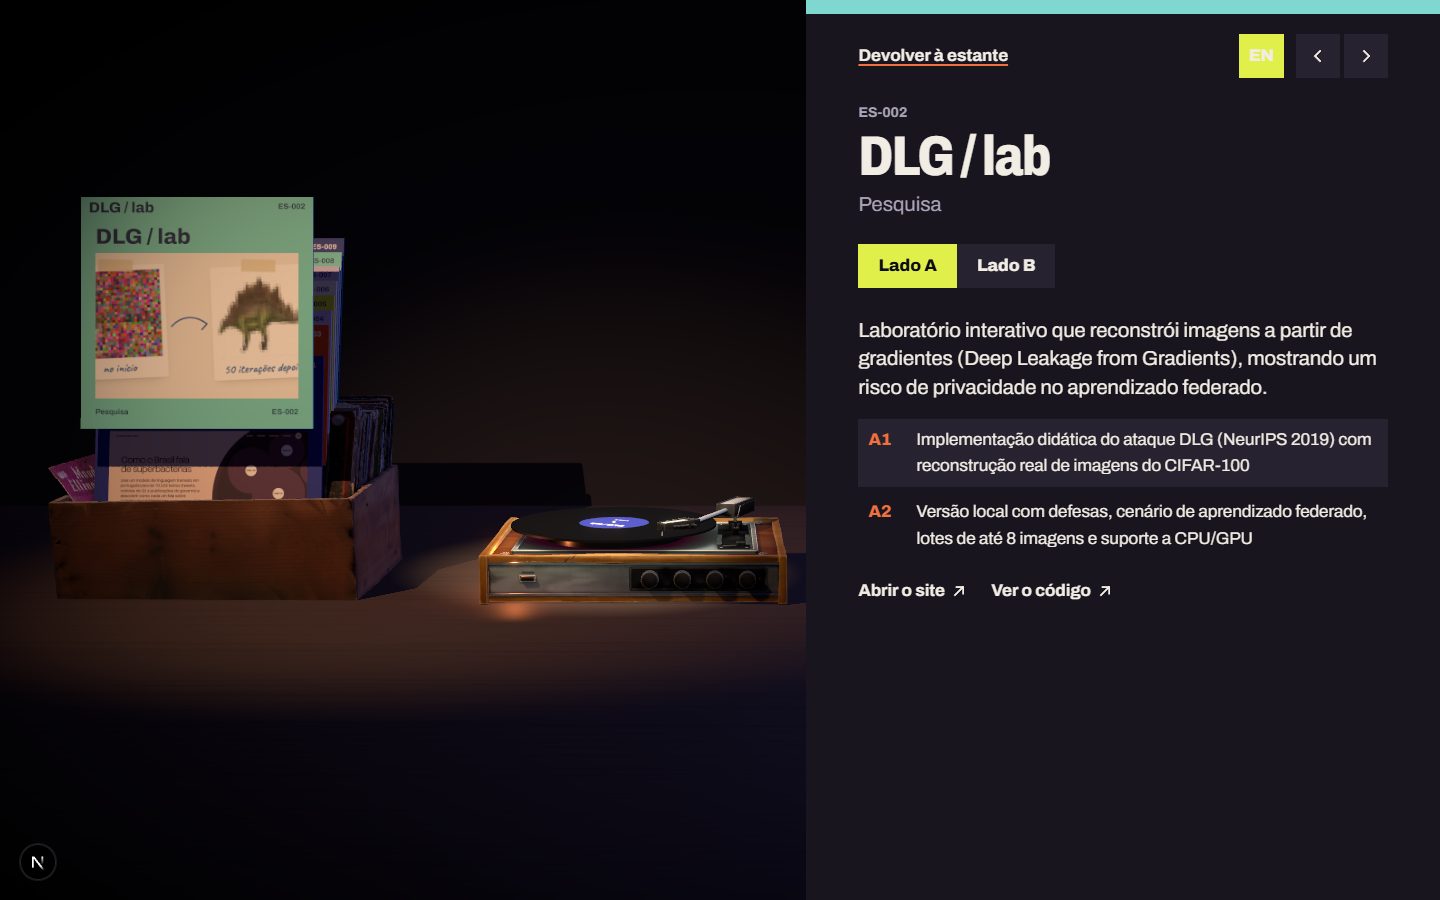 DLG / lab
ES-002
DLG / lab
no início
50 iterações depoi
Pesquisa
ES-002
ES-009
ES-008
Como o Brasil fala
de superbactérias
Devolver à estante
EN
ES-002
DLG / lab
Pesquisa
Lado A
Lado B
Laboratório interativo que reconstrói imagens a partir de
gradientes (Deep Leakage from Gradients), mostrando um
risco de privacidade no aprendizado federado.
A1
Implementação didática do ataque DLG (NeurIPS 2019) com
reconstrução real de imagens do CIFAR-100
A2
Versão local com defesas, cenário de aprendizado federado,
lotes de até 8 imagens e suporte a CPU/GPU
Abrir o site ↗
Ver o código ↗
N